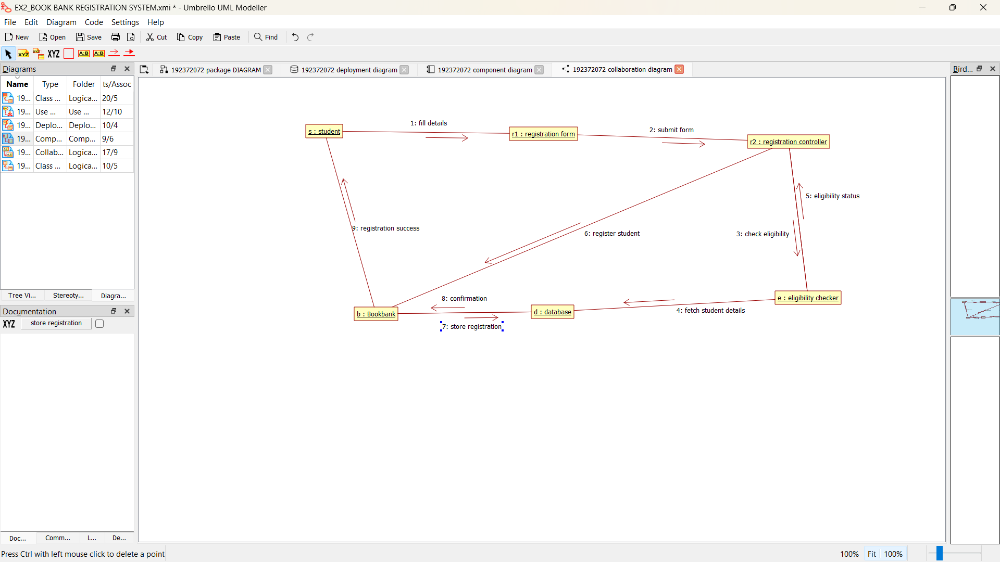 EX2_BOOK BANK REGISTRATION SYSTEM.xmi * - Umbrello UML Modeller
File Edit Diagram Code Settings Help
New Open Save Cut Copy Paste Find
XYZ XYZ XYZ A:B A:B
Diagrams
192372072 package DIAGRAM 192372072 deployment diagram 192372072 component diagram 192372072 collaboration diagram
Bird...
Name Type Folder ts/Assoc
19... Class ... Logica... 20/5
19... Use ... Use ... 12/10
19... Deplo... Deplo... 10/4
19... Comp... Comp... 9/6
19... Collab... Logica... 17/9
19... Class ... Logica... 10/5
Tree Vi... Stereoty... Diagra...
Documentation
XYZ store registration
Doc... Comm... L... De...
1: fill details
s : student
r1 : registration form
2: submit form
r2 : registration controller
5: eligibility status
9: registration success
6: register student
3: check eligibility
8: confirmation
e : eligibility checker
b : Bookbank
d : database
4: fetch student details
7: store registration
Press Ctrl with left mouse click to delete a point
100% Fit 100%